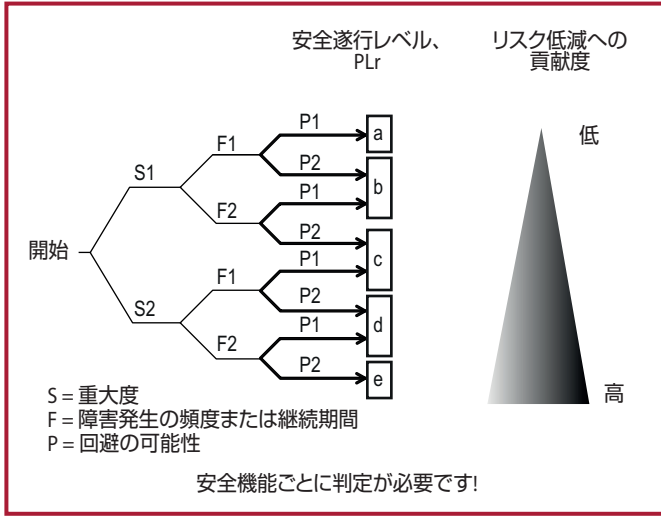 安全遂行レベル、
PLr
リスク低減への
貢献度
低
高
開始
S1
S2
F1
F2
F1
F2
P1
P2
P1
P2
P1
P2
P1
P2
a
b
c
d
e
S = 重大度
F = 障害発生の頻度または継続期間
P = 回避の可能性
安全機能ごとに判定が必要です!